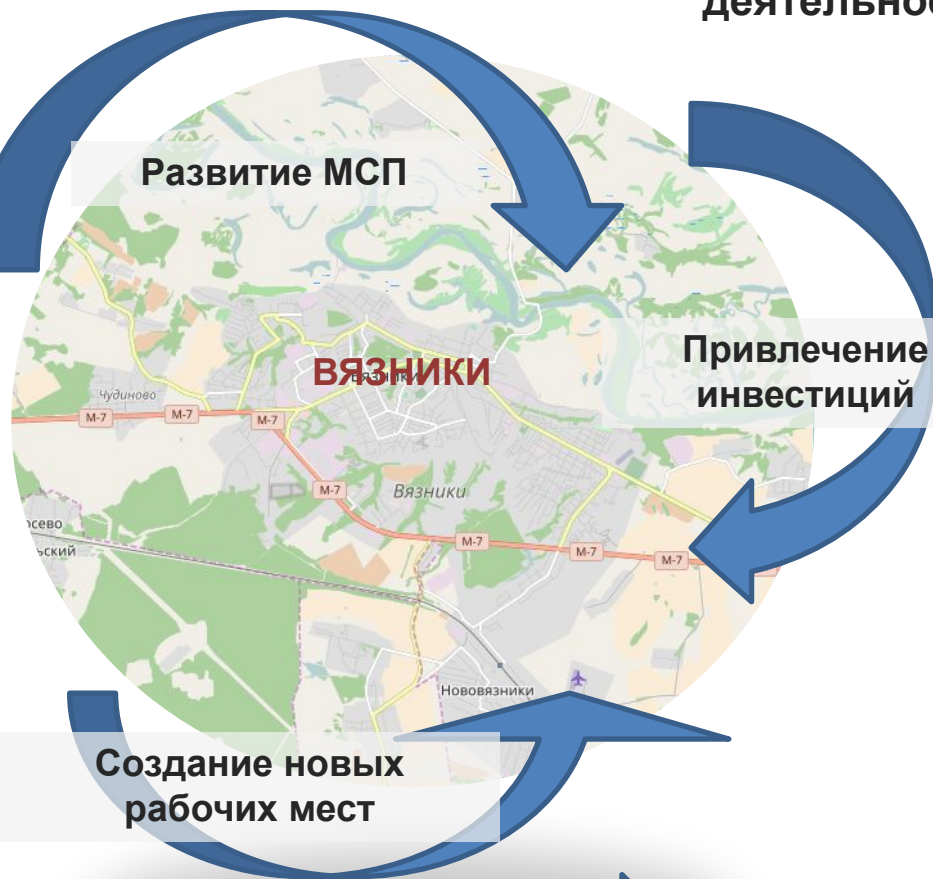 деятельнос
Развитие МСП
Привлечение
инвестиций
ВЯЗНИКИ
Чудиново
М-7
М-7
М-7
М-7
Вязники
М-7
М-7
М-7
Нововязники
Создание новых
рабочих мест